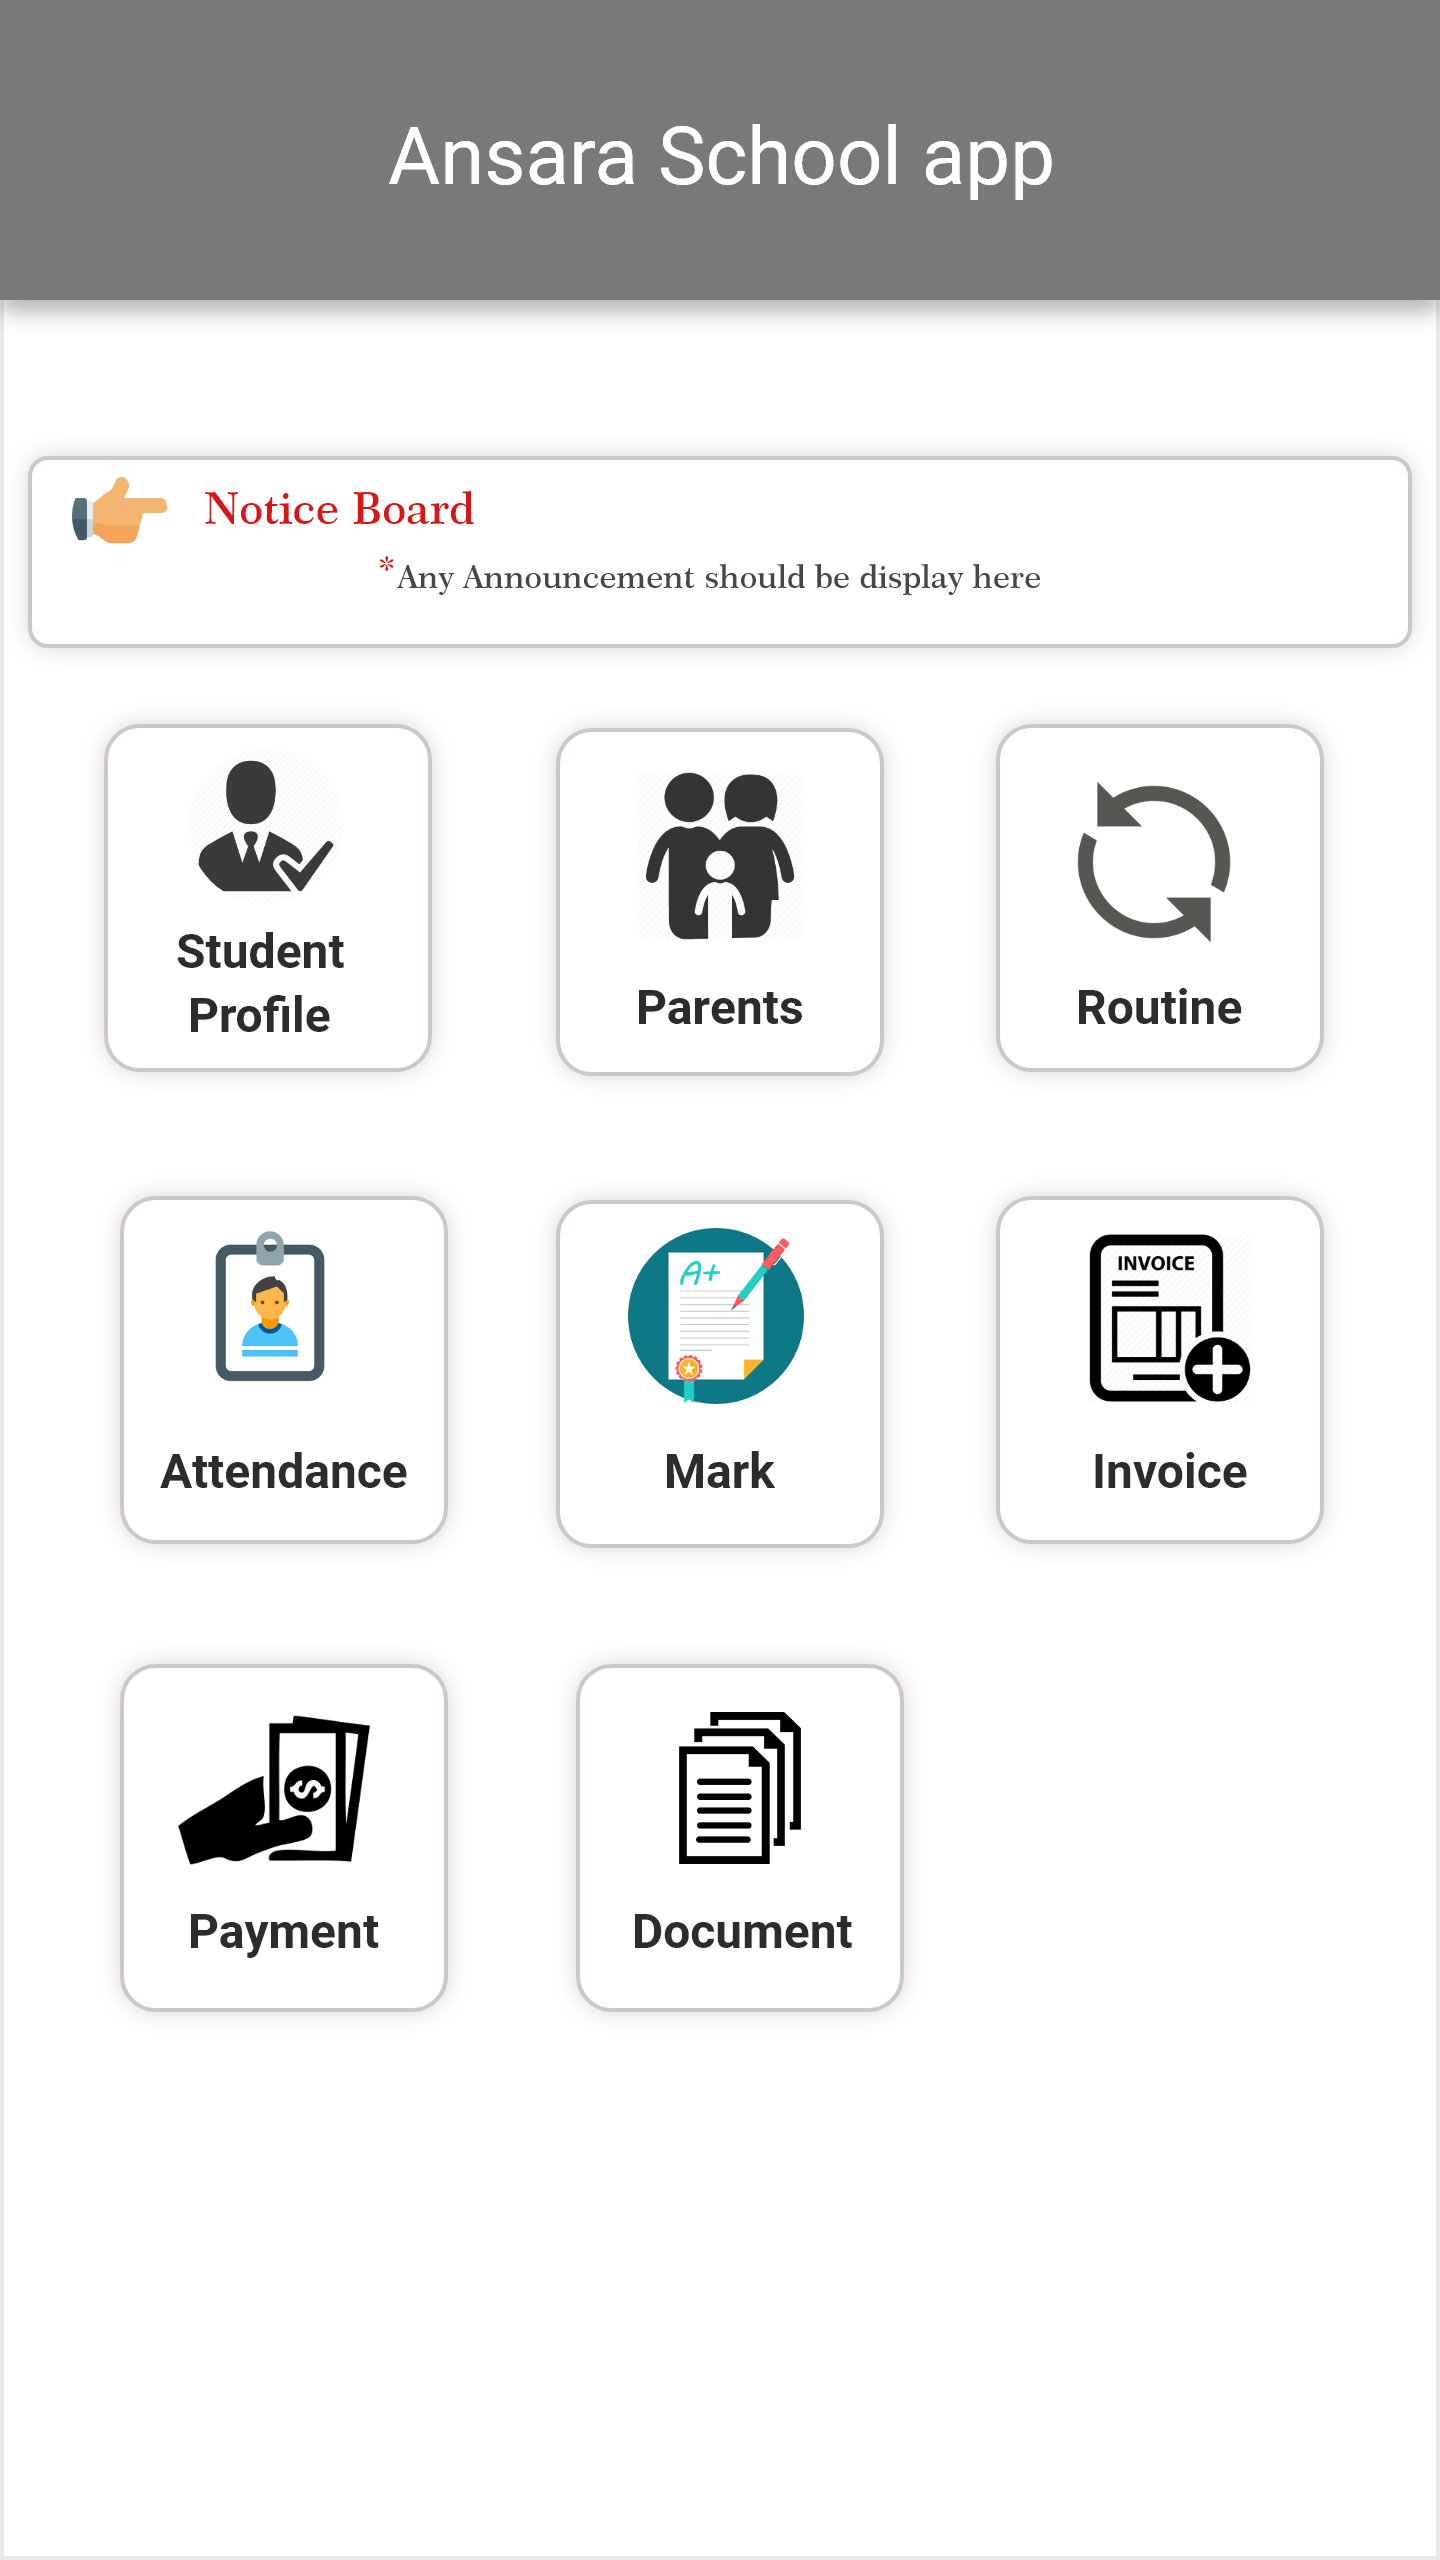 Ansara School app
Notice Board
*Any Announcement should be display here
Student
Profile
Parents
Routine
A+
INVOICE
Attendance
Mark
Invoice
Payment
Document